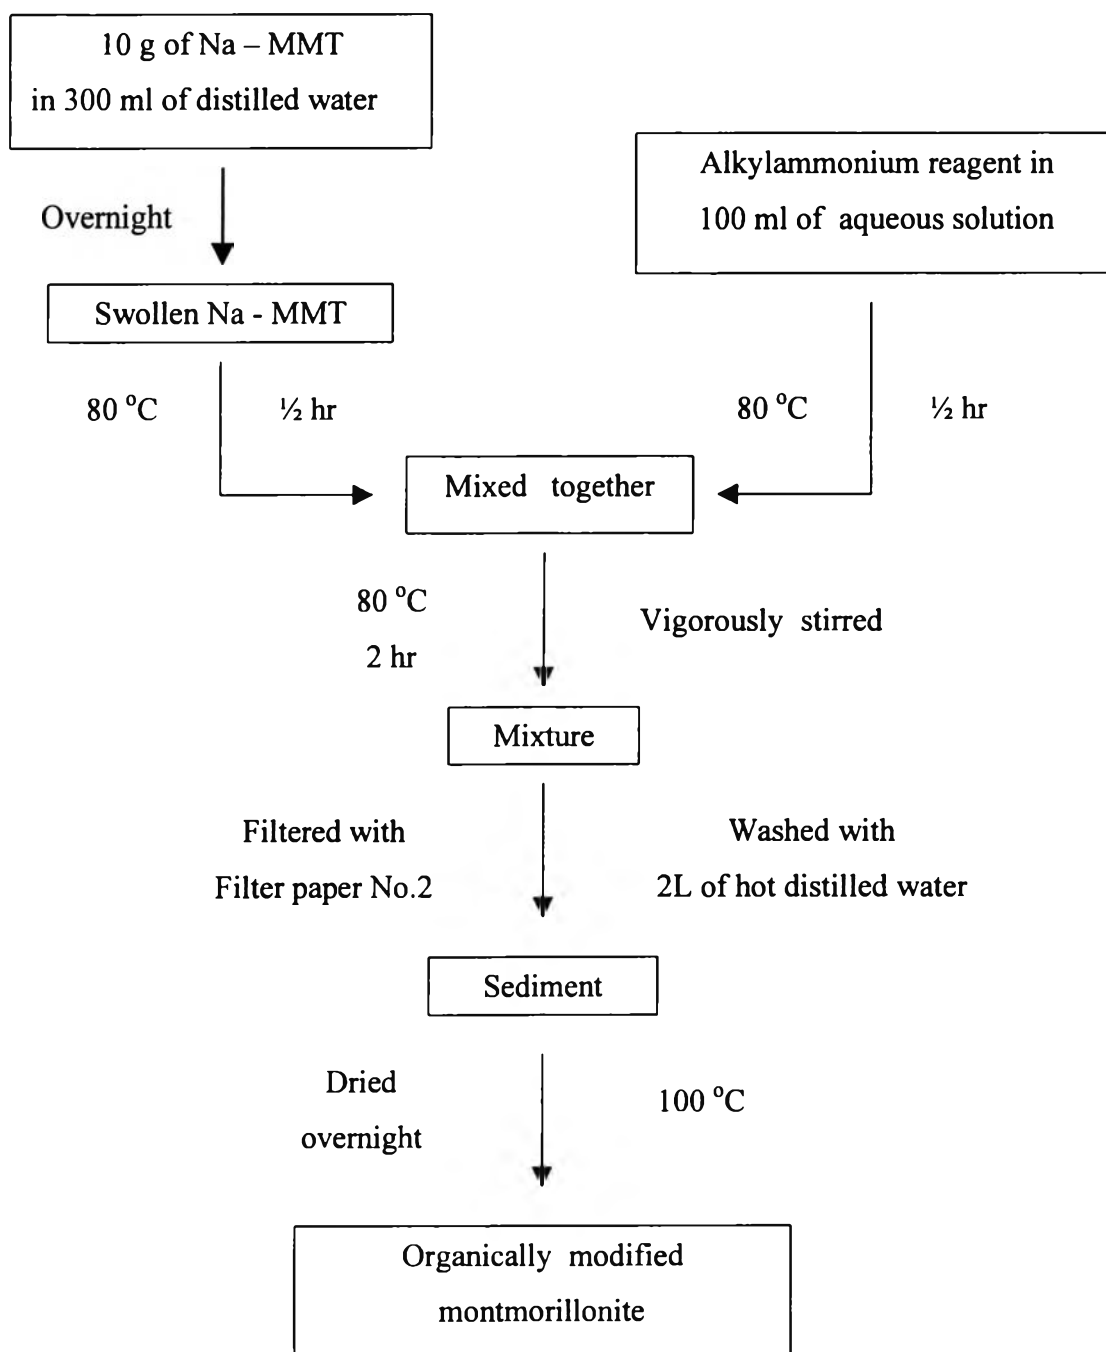 10 g of Na – MMT
in 300 ml of distilled water
Alkylammonium reagent in
100 ml of aqueous solution
Overnight
Swollen Na - MMT
80 °C
½ hr
80 °C
½ hr
Mixed together
80 °C
2 hr
Vigorously stirred
Mixture
Filtered with
Filter paper No.2
Washed with
2L of hot distilled water
Sediment
Dried
overnight
100 °C
Organically modified
montmorillonite